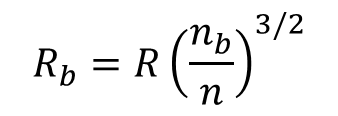 R_b = R (n_b / n)^{3/2}